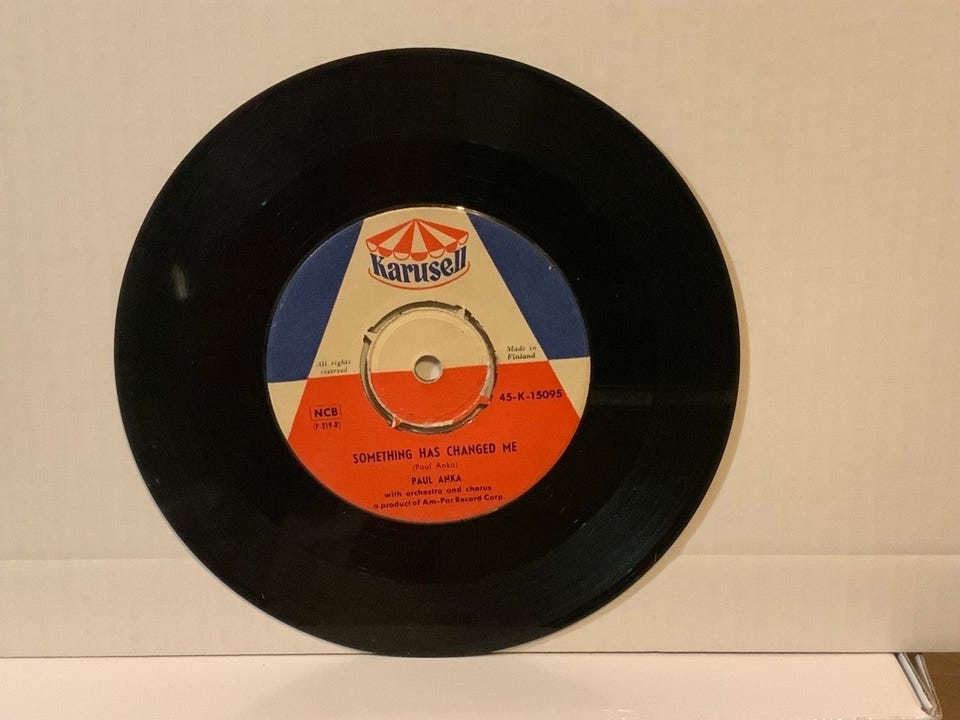 Karusell
All rights
reserved
Made in
Finland
45-K-15095
NCB
(P-219-B)
SOMETHING HAS CHANGED ME
(Paul Anka)
PAUL ANKA
with orchestra and chorus
a product of Am-Par Record Corp.